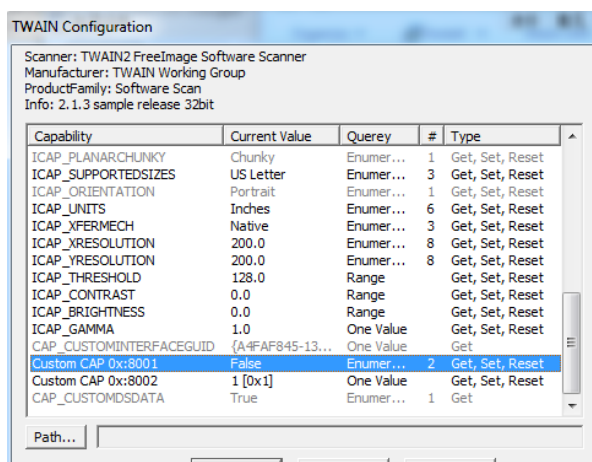 TWAIN Configuration
Scanner: TWAIN2 FreeImage Software Scanner
Manufacturer: TWAIN Working Group
ProductFamily: Software Scan
Info: 2.1.3 sample release 32bit
Capability Current Value Querey # Type
ICAP_PLANARCHUNKY Chunky Enumer... 1 Get, Set, Reset
ICAP_SUPPORTEDSIZES US Letter Enumer... 3 Get, Set, Reset
ICAP_ORIENTATION Portrait Enumer... 1 Get, Set, Reset
ICAP_UNITS Inches Enumer... 6 Get, Set, Reset
ICAP_XFERMECH Native Enumer... 3 Get, Set, Reset
ICAP_XRESOLUTION 200.0 Enumer... 8 Get, Set, Reset
ICAP_YRESOLUTION 200.0 Enumer... 8 Get, Set, Reset
ICAP_THRESHOLD 128.0 Range Get, Set, Reset
ICAP_CONTRAST 0.0 Range Get, Set, Reset
ICAP_BRIGHTNESS 0.0 Range Get, Set, Reset
ICAP_GAMMA 1.0 One Value Get, Set, Reset
CAP_CUSTOMINTERFACEGUID {A4FAF845-13... One Value Get
Custom CAP 0x:8001 False Enumer... 2 Get, Set, Reset
Custom CAP 0x:8002 1 [0x1] One Value Get, Set, Reset
CAP_CUSTOMDSDATA True Enumer... 1 Get
Path...